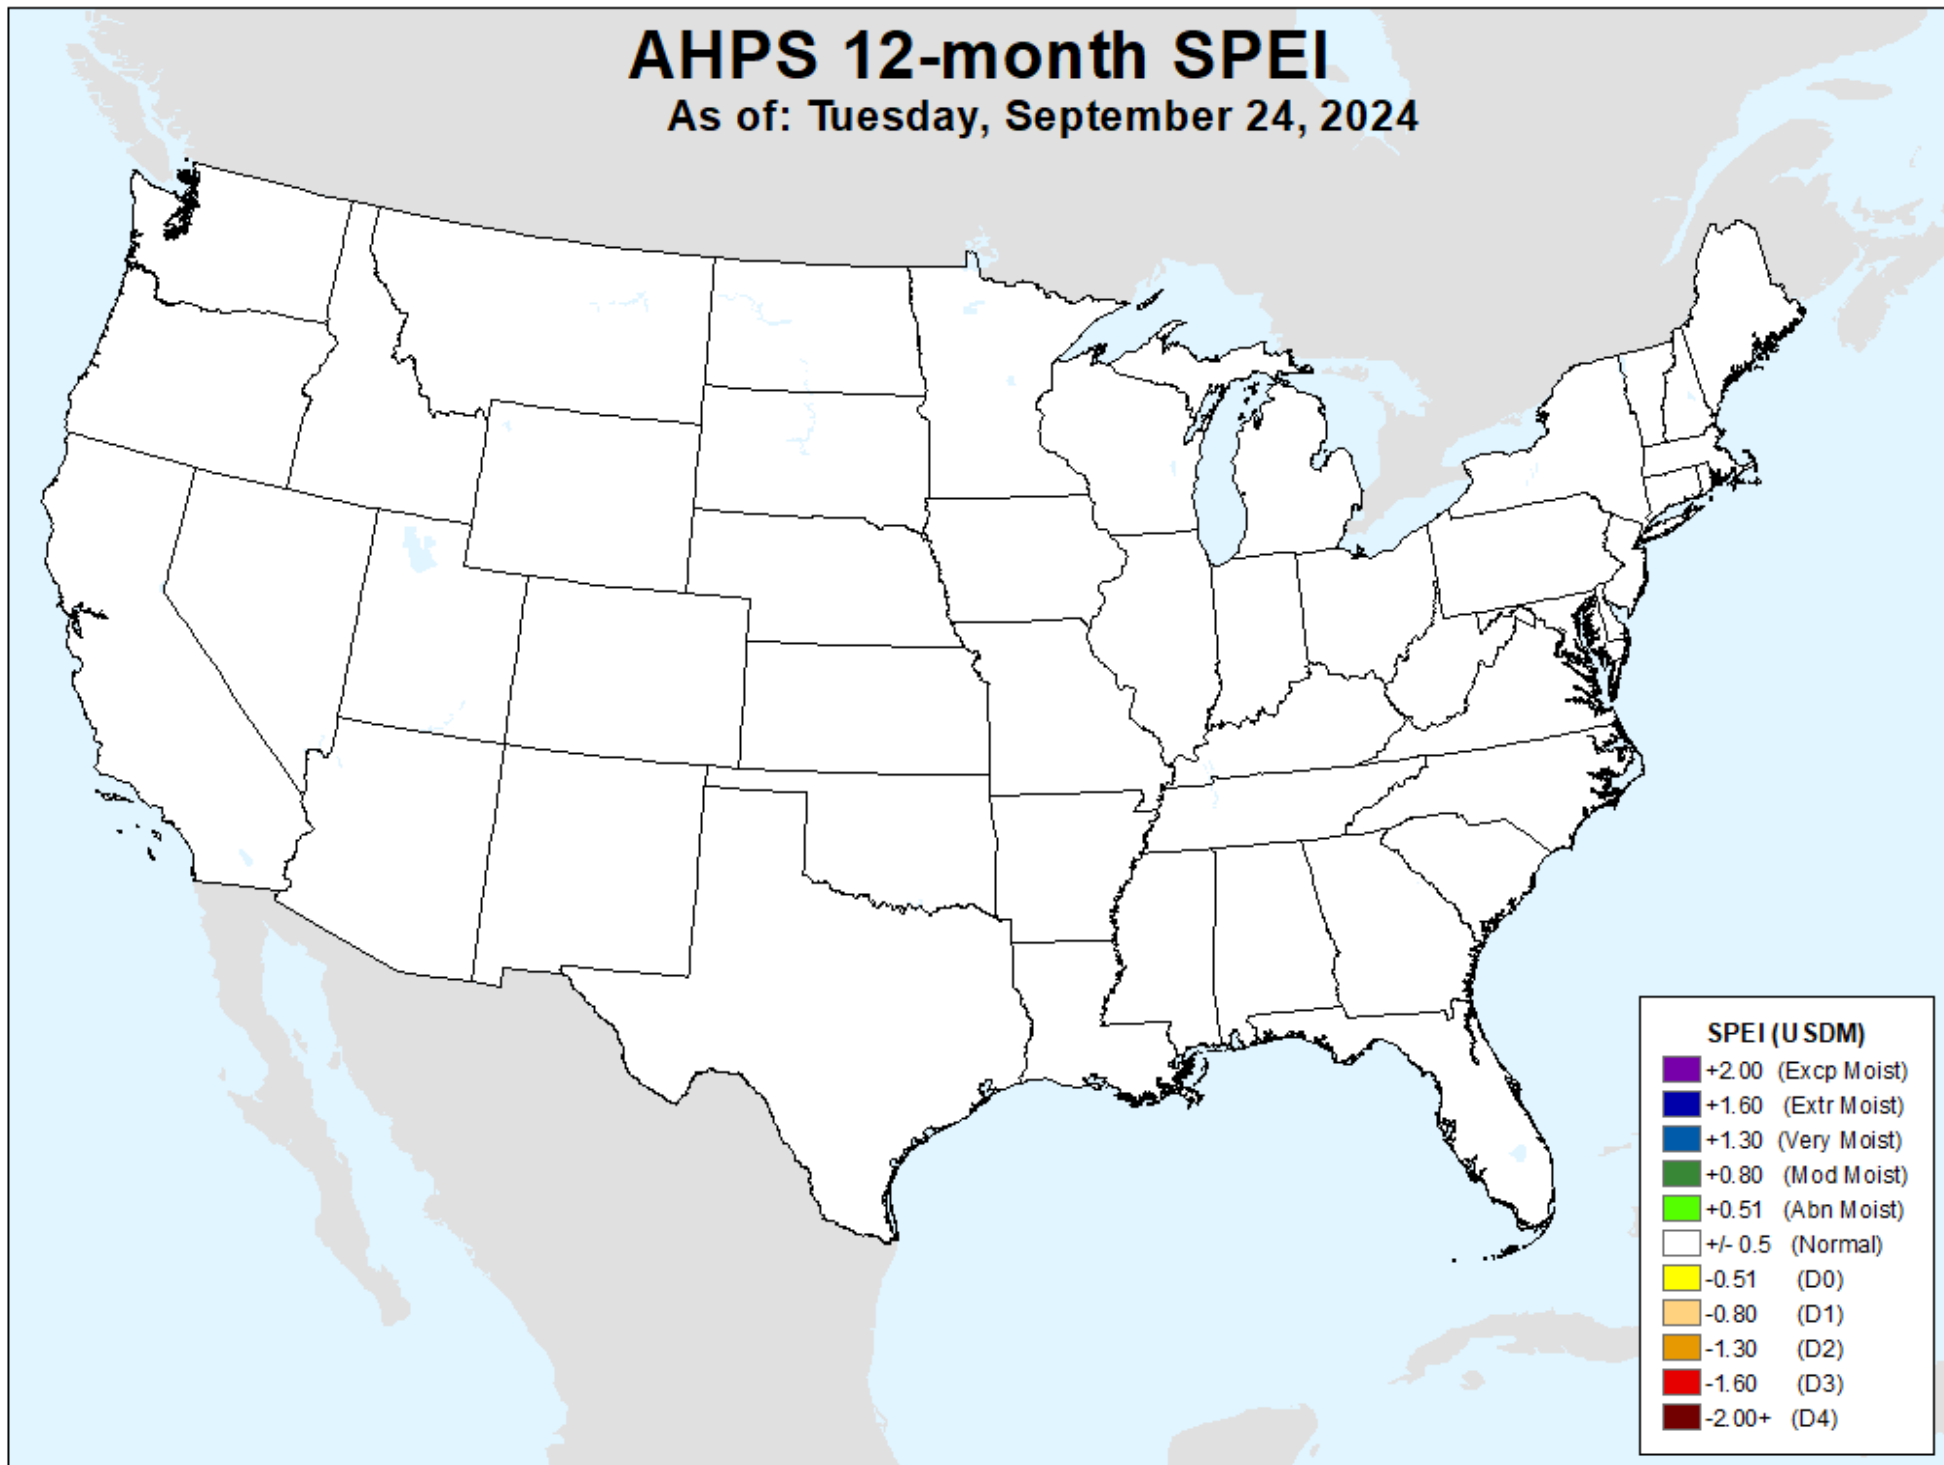 AHPS 12-month SPEI
As of: Tuesday, September 24, 2024
SPEI (USDM)
+2.00 (Excp Moist)
+1.60 (Extr Moist)
+1.30 (Very Moist)
+0.80 (Mod Moist)
+0.51 (Abn Moist)
+/- 0.5 (Normal)
-0.51 (D0)
-0.80 (D1)
-1.30 (D2)
-1.60 (D3)
-2.00+ (D4)